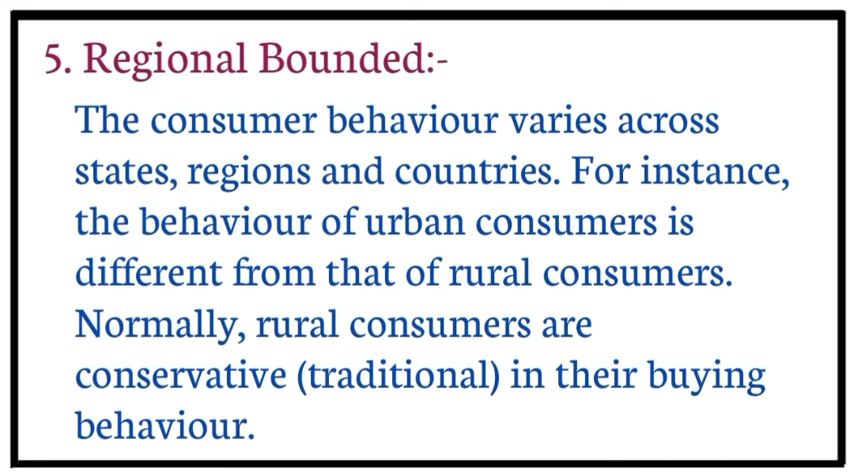 5. Regional Bounded:-
The consumer behaviour varies across
states, regions and countries. For instance,
the behaviour of urban consumers is
different from that of rural consumers.
Normally, rural consumers are
conservative (traditional) in their buying
behaviour.